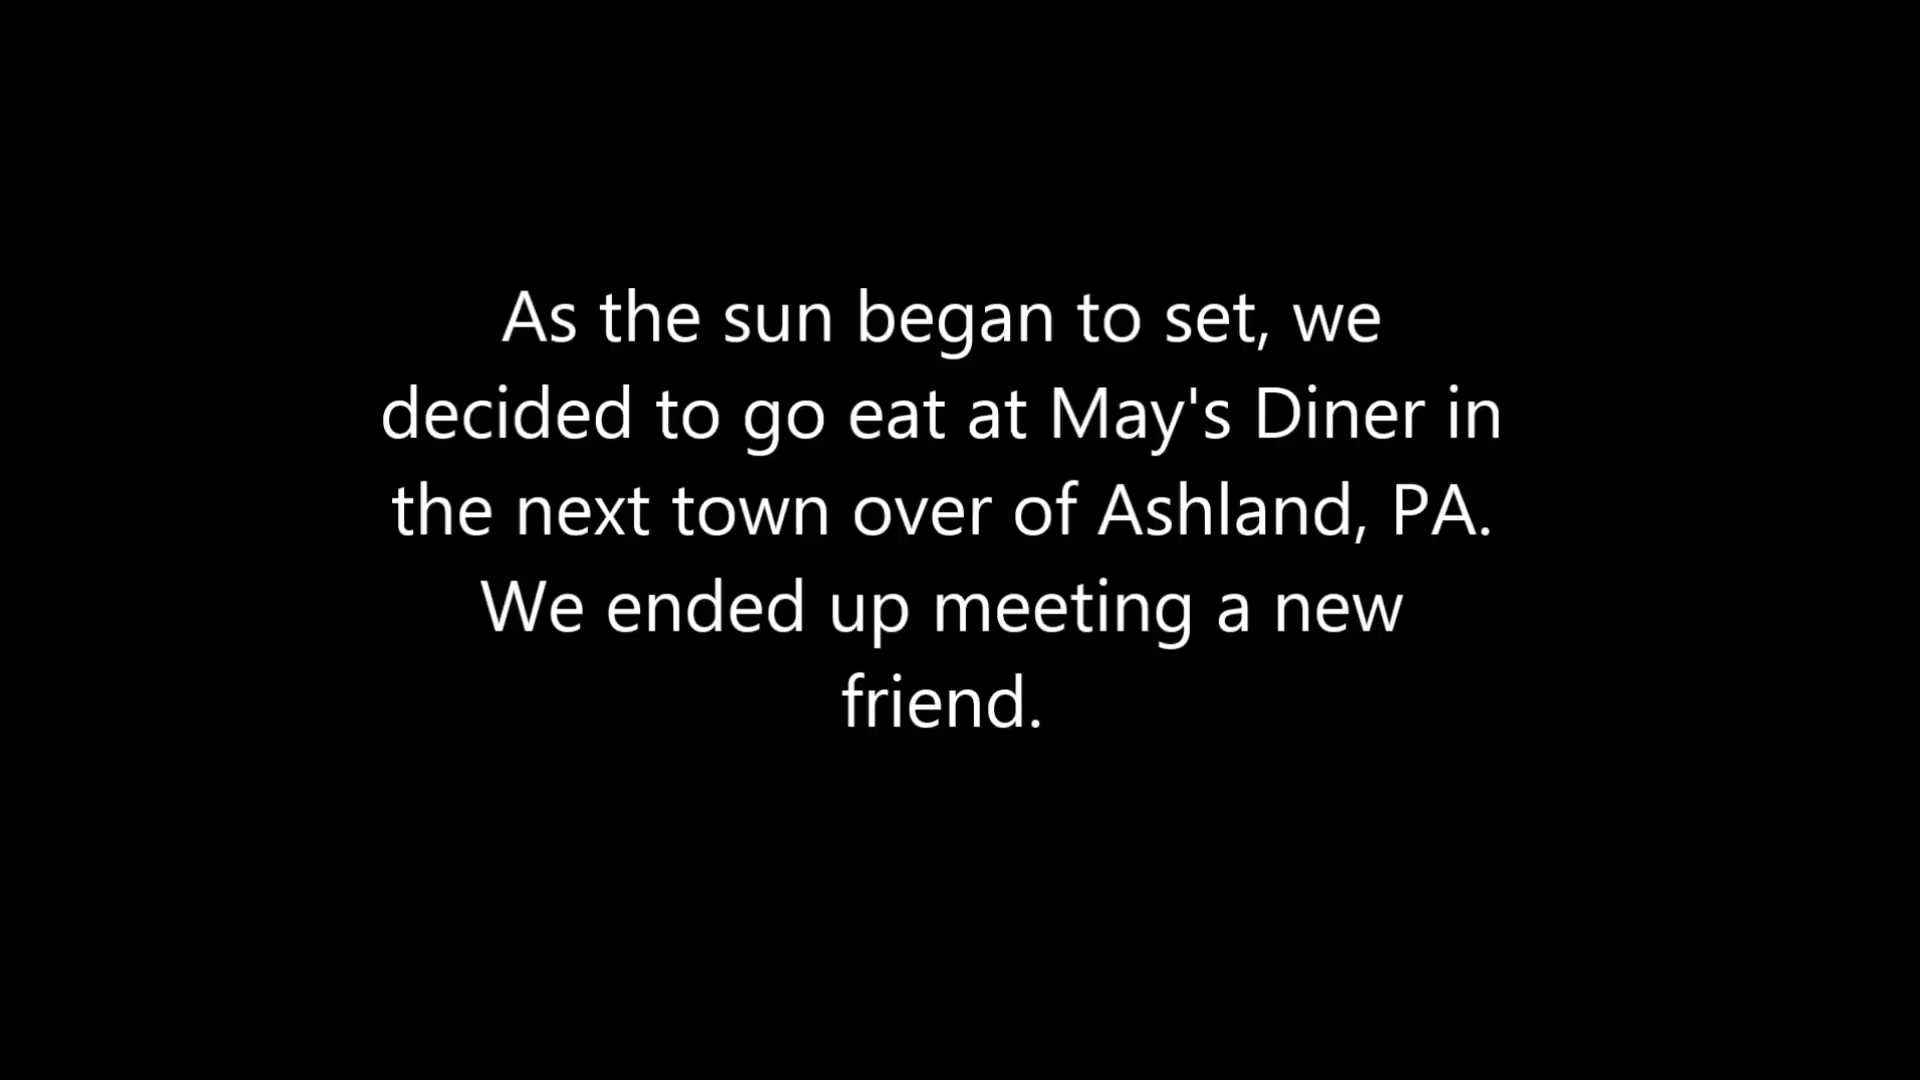 As the sun began to set, we
decided to go eat at May's Diner in
the next town over of Ashland, PA.
We ended up meeting a new
friend.